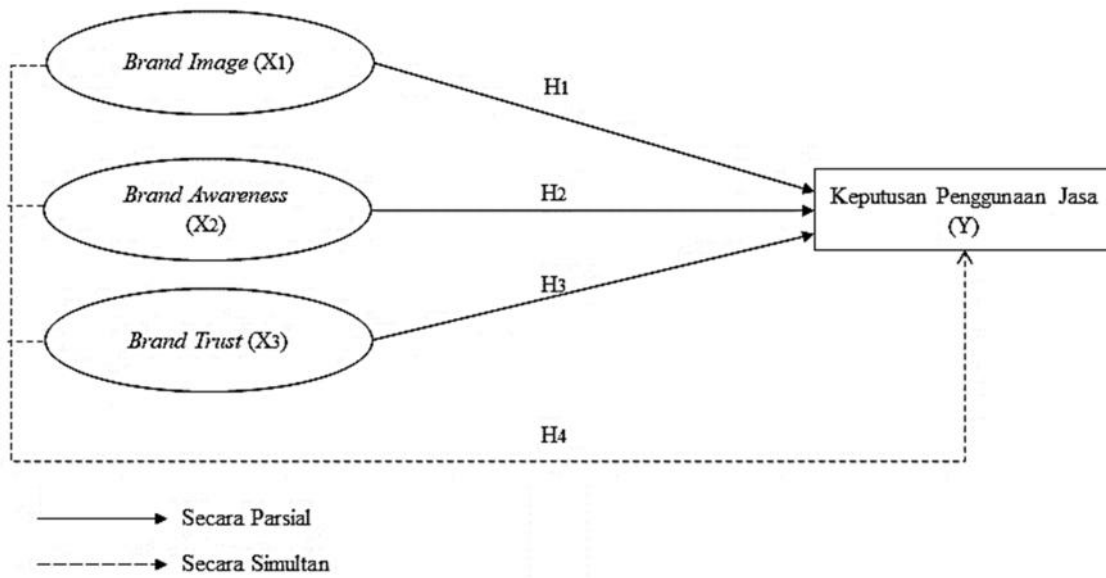 Brand Image (X1)
H1
Brand Awareness
(X2)
H2
Keputusan Penggunaan Jasa
(Y)
H3
Brand Trust (X3)
H4
Secara Parsial
Secara Simultan